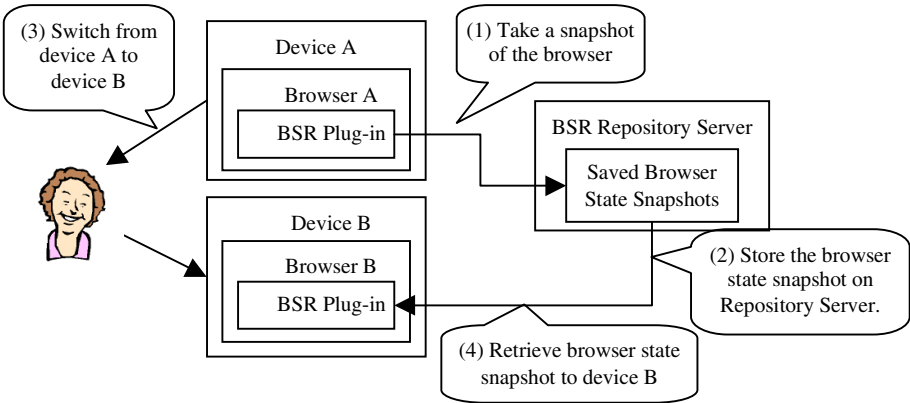 (3) Switch from
device A to
device B
Device A
Browser A
BSR Plug-in
(1) Take a snapshot
of the browser
BSR Repository Server
Saved Browser
State Snapshots
Device B
Browser B
BSR Plug-in
(2) Store the browser
state snapshot on
Repository Server.
(4) Retrieve browser state
snapshot to device B